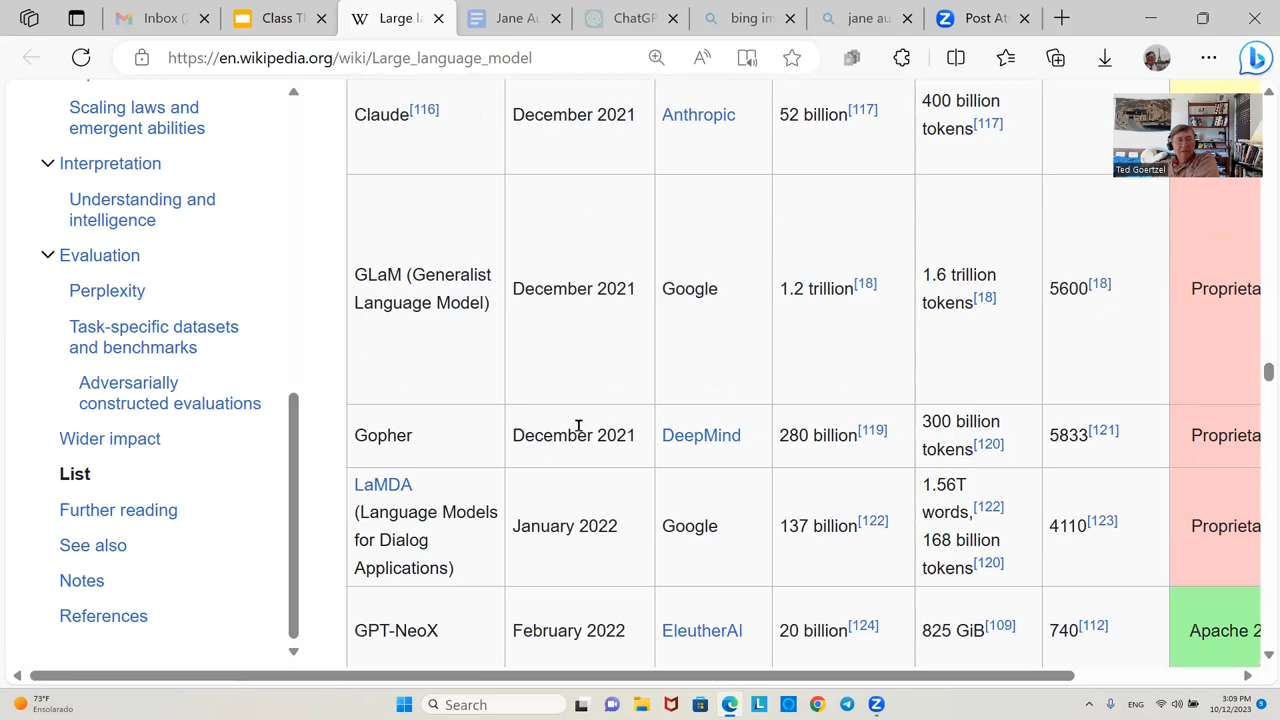 Inbox (2
Class Th
Large la
Jane Au
ChatGP
bing im
jane au
Post Att
https://en.wikipedia.org/wiki/Large_language_model
Scaling laws and
emergent abilities
Interpretation
Understanding and
intelligence
Evaluation
Perplexity
Task-specific datasets
and benchmarks
Adversarially
constructed evaluations
Wider impact
List
Further reading
See also
Notes
References
Claude[116]
December 2021
Anthropic
52 billion[117]
400 billion
tokens[117]
GLaM (Generalist
Language Model)
December 2021
Google
1.2 trillion[18]
1.6 trillion
tokens[18]
5600[18]
Proprieta
Gopher
December 2021
DeepMind
280 billion[119]
300 billion
tokens[120]
5833[121]
Proprieta
LaMDA
(Language Models
for Dialog
Applications)
January 2022
Google
137 billion[122]
1.56T
words,[122]
168 billion
tokens[120]
4110[123]
Proprieta
GPT-NeoX
February 2022
EleutherAI
20 billion[124]
825 GiB[109]
740[112]
Apache 2
Ted Goertzel
73°F
Ensolarado
Search
ENG
3:09 PM
10/12/2023